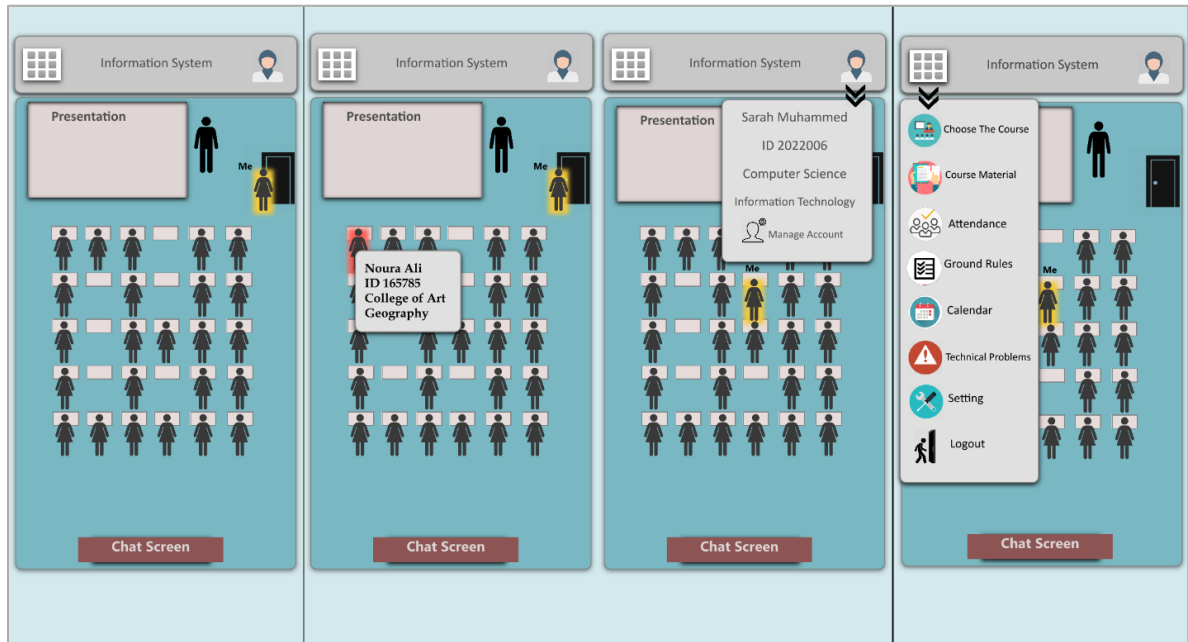 Information System
Presentation
Me
Chat Screen
Information System
Presentation
Me
Noura Ali
ID 165785
College of Art
Geography
Chat Screen
Information System
Presentation
Sarah Muhammed
ID 2022006
Computer Science
Information Technology
Manage Account
Me
Chat Screen
Information System
Choose The Course
Course Material
Attendance
Ground Rules
Calendar
Technical Problems
Setting
Logout
Me
Chat Screen